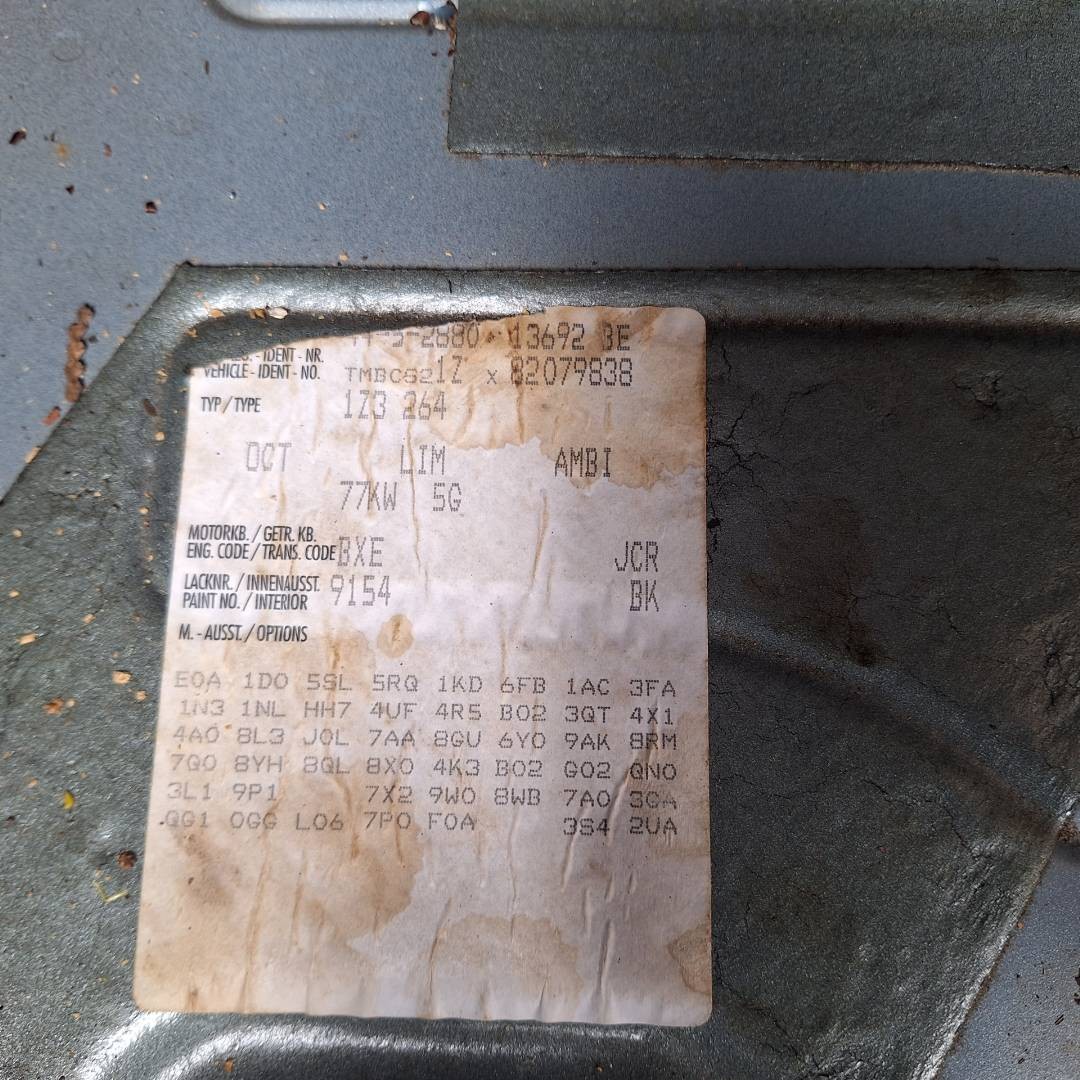 -5-2880 13692 BE
- IDENT - NR.
VEHICLE - IDENT - NO. TMBCS21Z X 82079838
TYP / TYPE 1Z3 264
OCT LIM AMBI
77KW 5G
MOTORKB. / GETR. KB.
ENG. CODE / TRANS. CODE BXE JCR
LACKNR. / INNENAUSST.
PAINT NO. / INTERIOR 9154 BK
M. - AUSST. / OPTIONS
E0A 1D0 5SL 5RQ 1KD 6FB 1AC 3FA
1N3 1NL HH7 4UF 4R5 B02 3QT 4X1
4A0 8L3 J0L 7AA 8GU 6Y0 9AK 8RM
7Q0 8YH 8QL 8X0 4K3 B02 G02 QN0
3L1 9P1 7X2 9W0 8WB 7A0 3GA
QG1 0GG L06 7P0 F0A 3S4 2UA